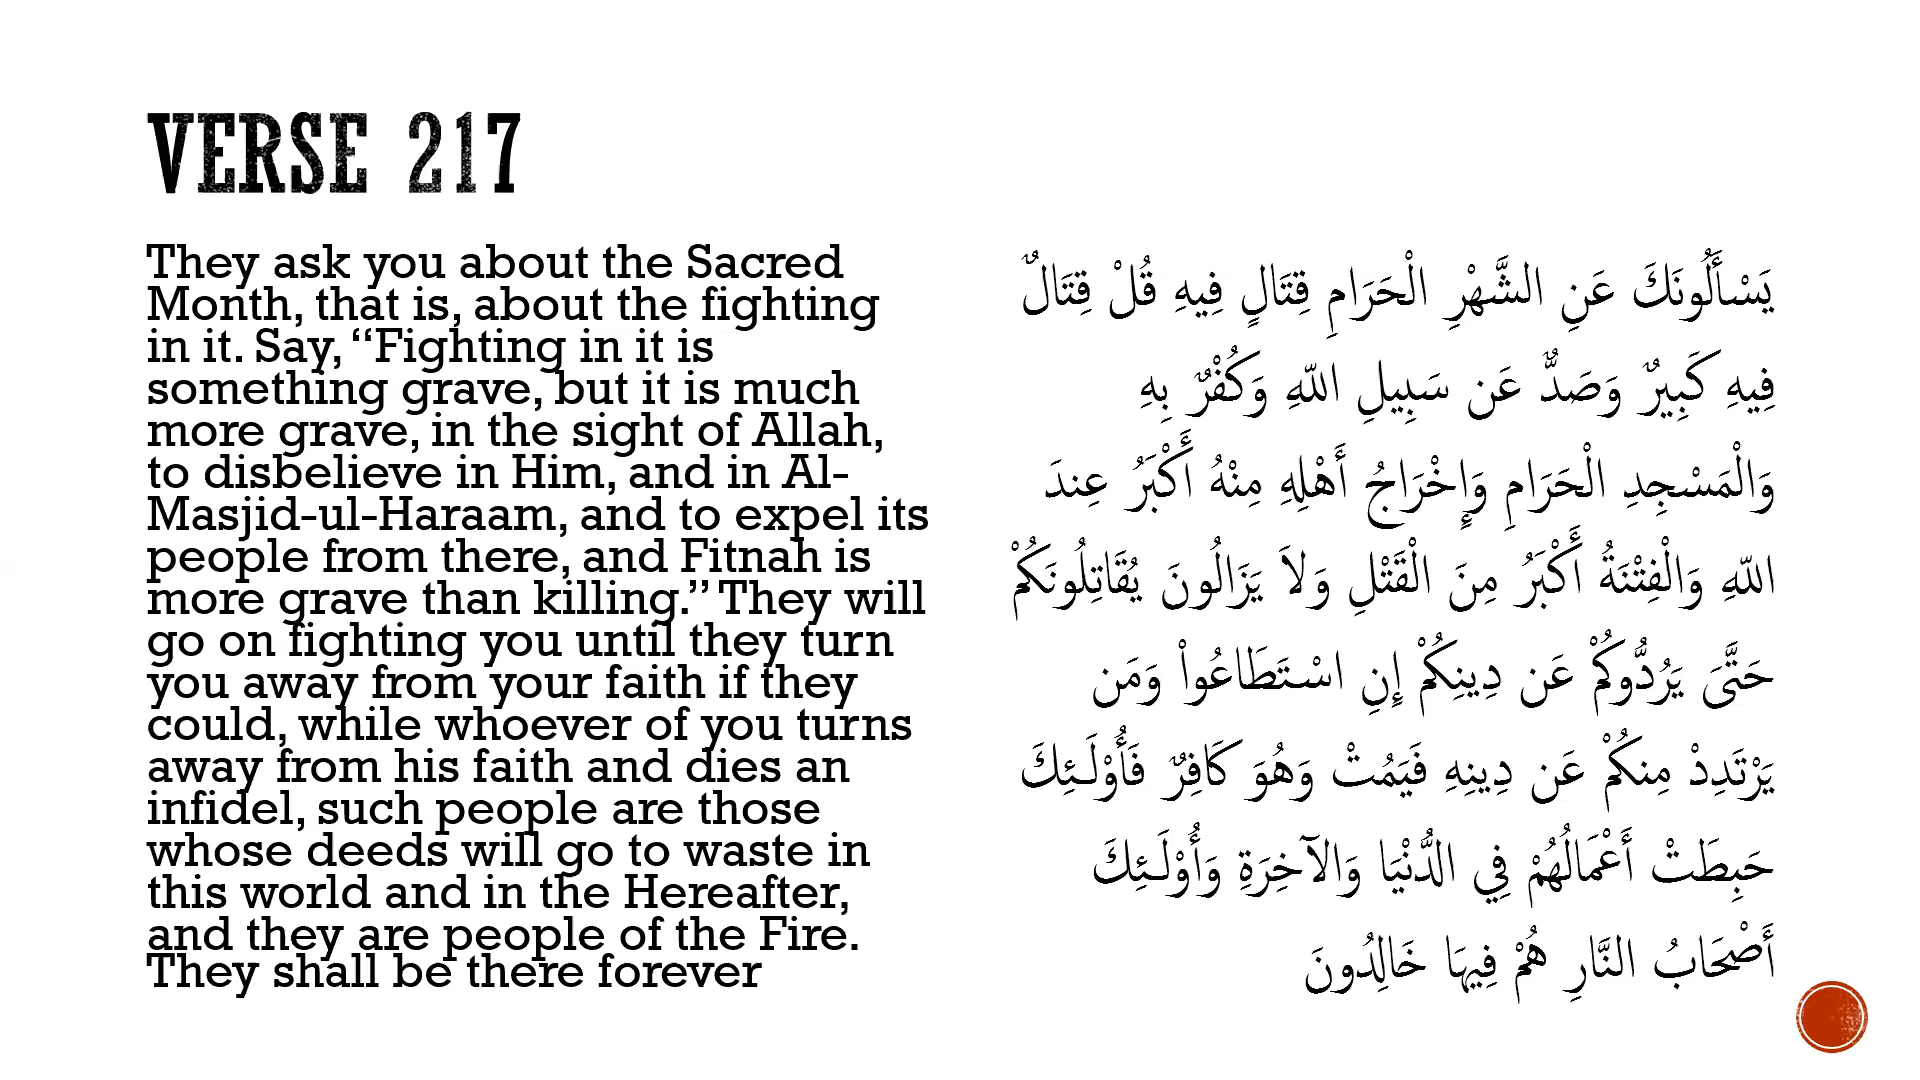 VERSE 217
They ask you about the Sacred
Month, that is, about the fighting
in it. Say, “Fighting in it is
something grave, but it is much
more grave, in the sight of Allah,
to disbelieve in Him, and in Al-
Masjid-ul-Haraam, and to expel its
people from there, and Fitnah is
more grave than killing.” They will
go on fighting you until they turn
you away from your faith if they
could, while whoever of you turns
away from his faith and dies an
infidel, such people are those
whose deeds will go to waste in
this world and in the Hereafter,
and they are people of the Fire.
They shall be there forever
يَسْأَلُونَكَ عَنِ الشَّهْرِ الْحَرَامِ قِتَالٍ فِيهِ قُلْ قِتَالٌ
فِيهِ كَبِيرٌ وَصَدٌّ عَن سَبِيلِ اللّهِ وَكُفْرٌ بِهِ
وَالْمَسْجِدِ الْحَرَامِ وَإِخْرَاجُ أَهْلِهِ مِنْهُ أَكْبَرُ عِندَ
اللّهِ وَالْفِتْنَةُ أَكْبَرُ مِنَ الْقَتْلِ وَلاَ يَزَالُونَ يُقَاتِلُونَكُمْ
حَتَّىَ يَرُدُّوكُمْ عَن دِينِكُمْ إِنِ اسْتَطَاعُواْ وَمَن
يَرْتَدِدْ مِنكُمْ عَن دِينِهِ فَيَمُتْ وَهُوَ كَافِرٌ فَأُوْلَـئِكَ
حَبِطَتْ أَعْمَالُهُمْ فِي الدُّنْيَا وَالآخِرَةِ وَأُوْلَـئِكَ
أَصْحَابُ النَّارِ هُمْ فِيهَا خَالِدُونَ